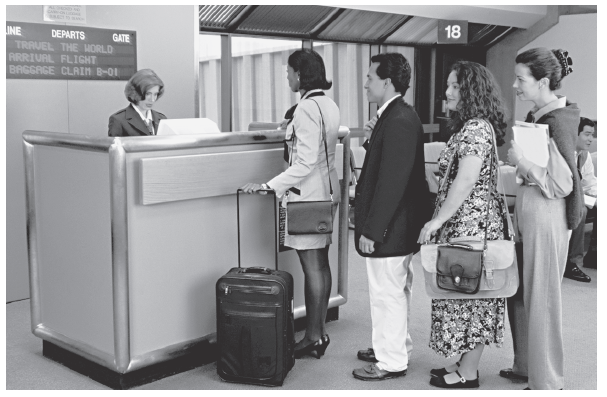 LINE DEPARTS GATE
TRAVEL THE WORLD
ARRIVAL FLIGHT
BAGGAGE CLAIM B-01
18